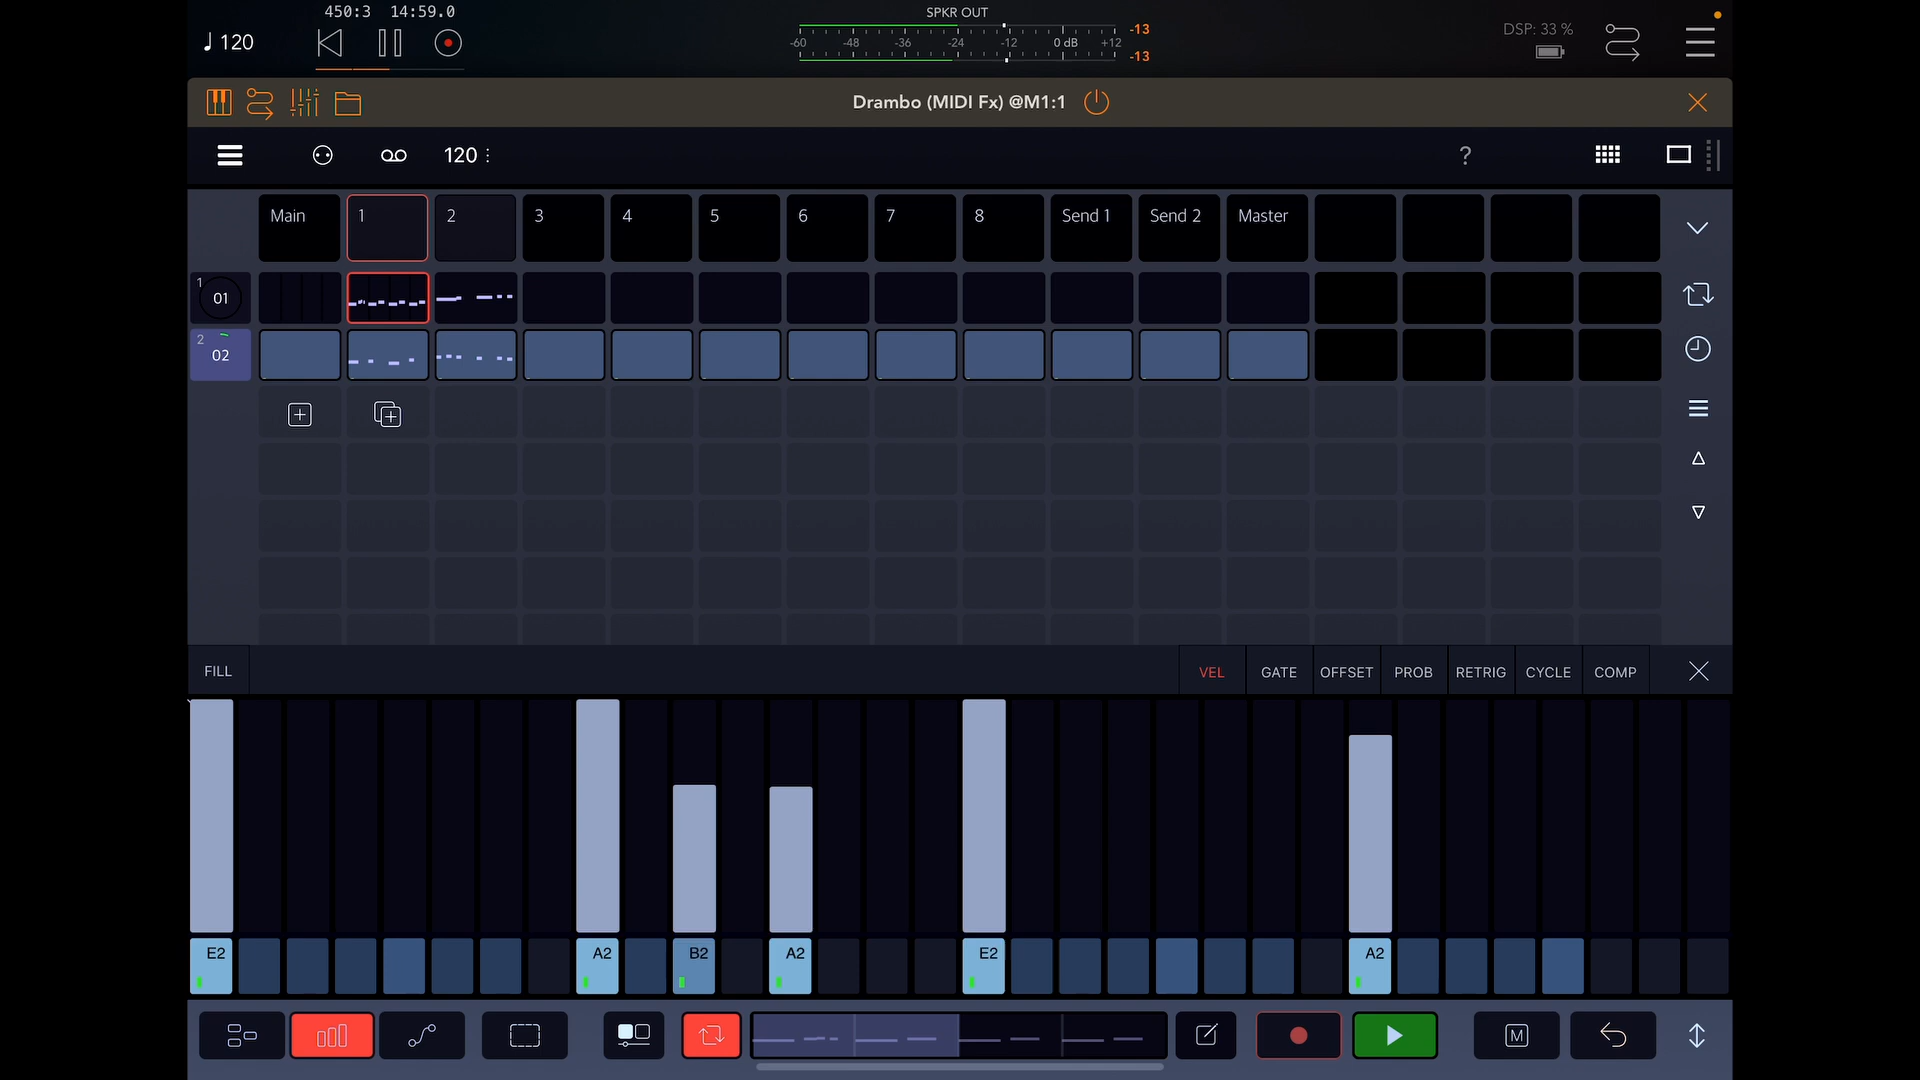 450:3 14:59.0
SPKR OUT
♩ 120
-60 -48 -36 -24 -12 0 dB +12
-13
-13
DSP: 33 %
Drambo (MIDI Fx) @M1:1
120
?
Main 1 2 3 4 5 6 7 8 Send 1 Send 2 Master
1
01
2
02
FILL VEL GATE OFFSET PROB RETRIG CYCLE COMP
E2 A2 B2 A2 E2 A2
M